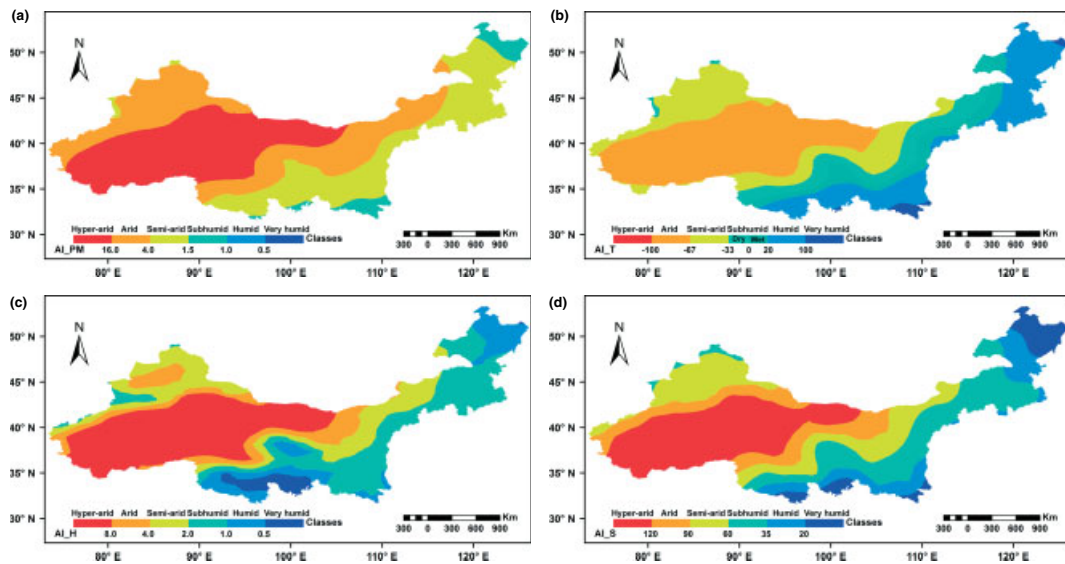 (a)
N
50° N
45° N
40° N
35° N
30° N
Hyper-arid Arid Semi-arid Subhumid Humid Very humid
Classes
AI_PM 16.0 4.0 1.5 1.0 0.5
Km
300 0 300 600 900
80° E 90° E 100° E 110° E 120° E
(b)
N
50° N
45° N
40° N
35° N
30° N
Hyper-arid Arid Semi-arid Subhumid Humid Very humid
Dry Wet
Classes
AI_T -100 -67 -33 0 20 100
Km
300 0 300 600 900
80° E 90° E 100° E 110° E 120° E
(c)
N
50° N
45° N
40° N
35° N
30° N
Hyper-arid Arid Semi-arid Subhumid Humid Very humid
Classes
AI_H 8.0 4.0 2.0 1.0 0.5
Km
300 0 300 600 900
80° E 90° E 100° E 110° E 120° E
(d)
N
50° N
45° N
40° N
35° N
30° N
Hyper-arid Arid Semi-arid Subhumid Humid Very humid
Classes
AI_S 120 90 60 35 20
Km
300 0 300 600 900
80° E 90° E 100° E 110° E 120° E